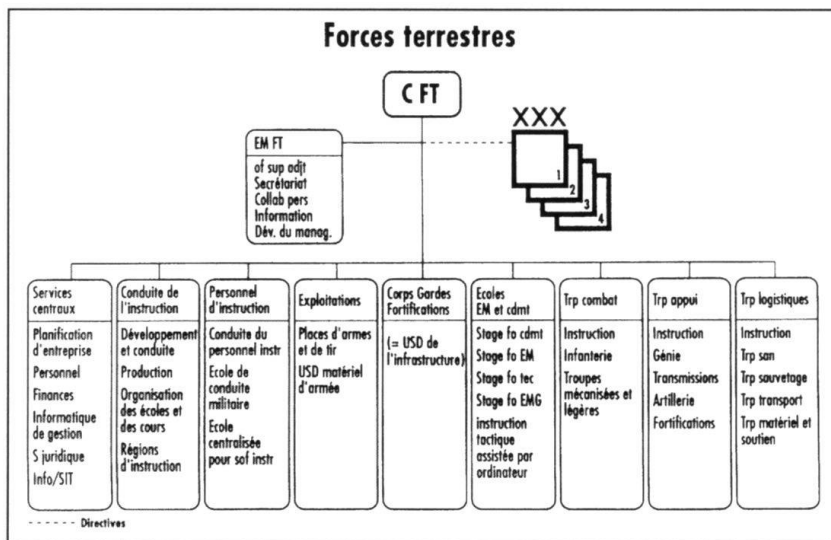 Forces terrestres
C FT
XXX
EM FT
of sup adjt
Secrétariat
Collab pers
Information
Dév. du manag.
1
2
3
4
Services
centraux
Planification
d'entreprise
Personnel
Finances
Informatique
de gestion
S juridique
Info/SIT
Conduite de
l'instruction
Développement
et conduite
Production
Organisation
des écoles et
des cours
Régions
d'instruction
Personnel
d'instruction
Conduite du
personnel instr
Ecole de
conduite
militaire
Ecole
centralisée
pour sof instr
Exploitations
Places d'armes
et de tir
USD matériel
d'armée
Corps Gardes
Fortifications
(= USD de
l'infrastructure)
Ecoles
EM et cdmt
Stage fo cdmt
Stage fo EM
Stage fo tec
Stage fo EMG
instruction
tactique
assistée par
ordinateur
Trp combat
Instruction
Infanterie
Troupes
mécanisées et
légères
Trp appui
Instruction
Génie
Transmissions
Artillerie
Fortifications
Trp logistiques
Instruction
Trp san
Trp sauvetage
Trp transport
Trp matériel et
soutien
------ Directives